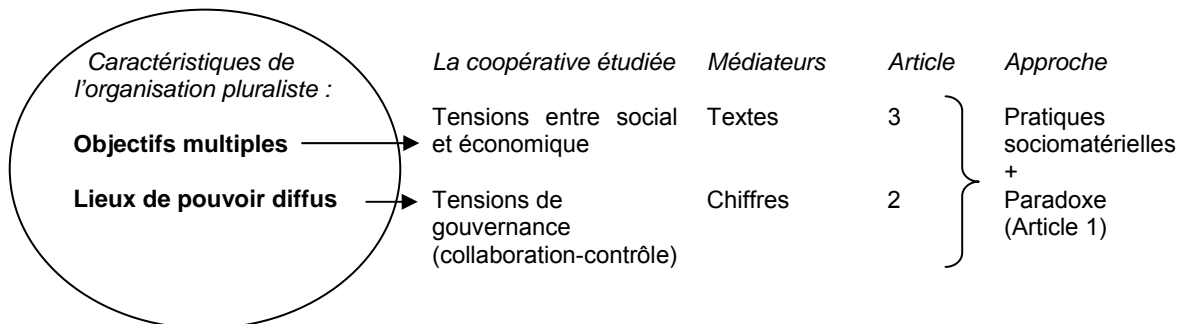 Caractéristiques de
l'organisation pluraliste :
Objectifs multiples
Lieux de pouvoir diffus
La coopérative étudiée
Tensions entre social
et économique
Tensions de
gouvernance
(collaboration-contrôle)
Médiateurs
Textes
Chiffres
Article
3
2
Approche
Pratiques
sociomatérielles
+
Paradoxe
(Article 1)